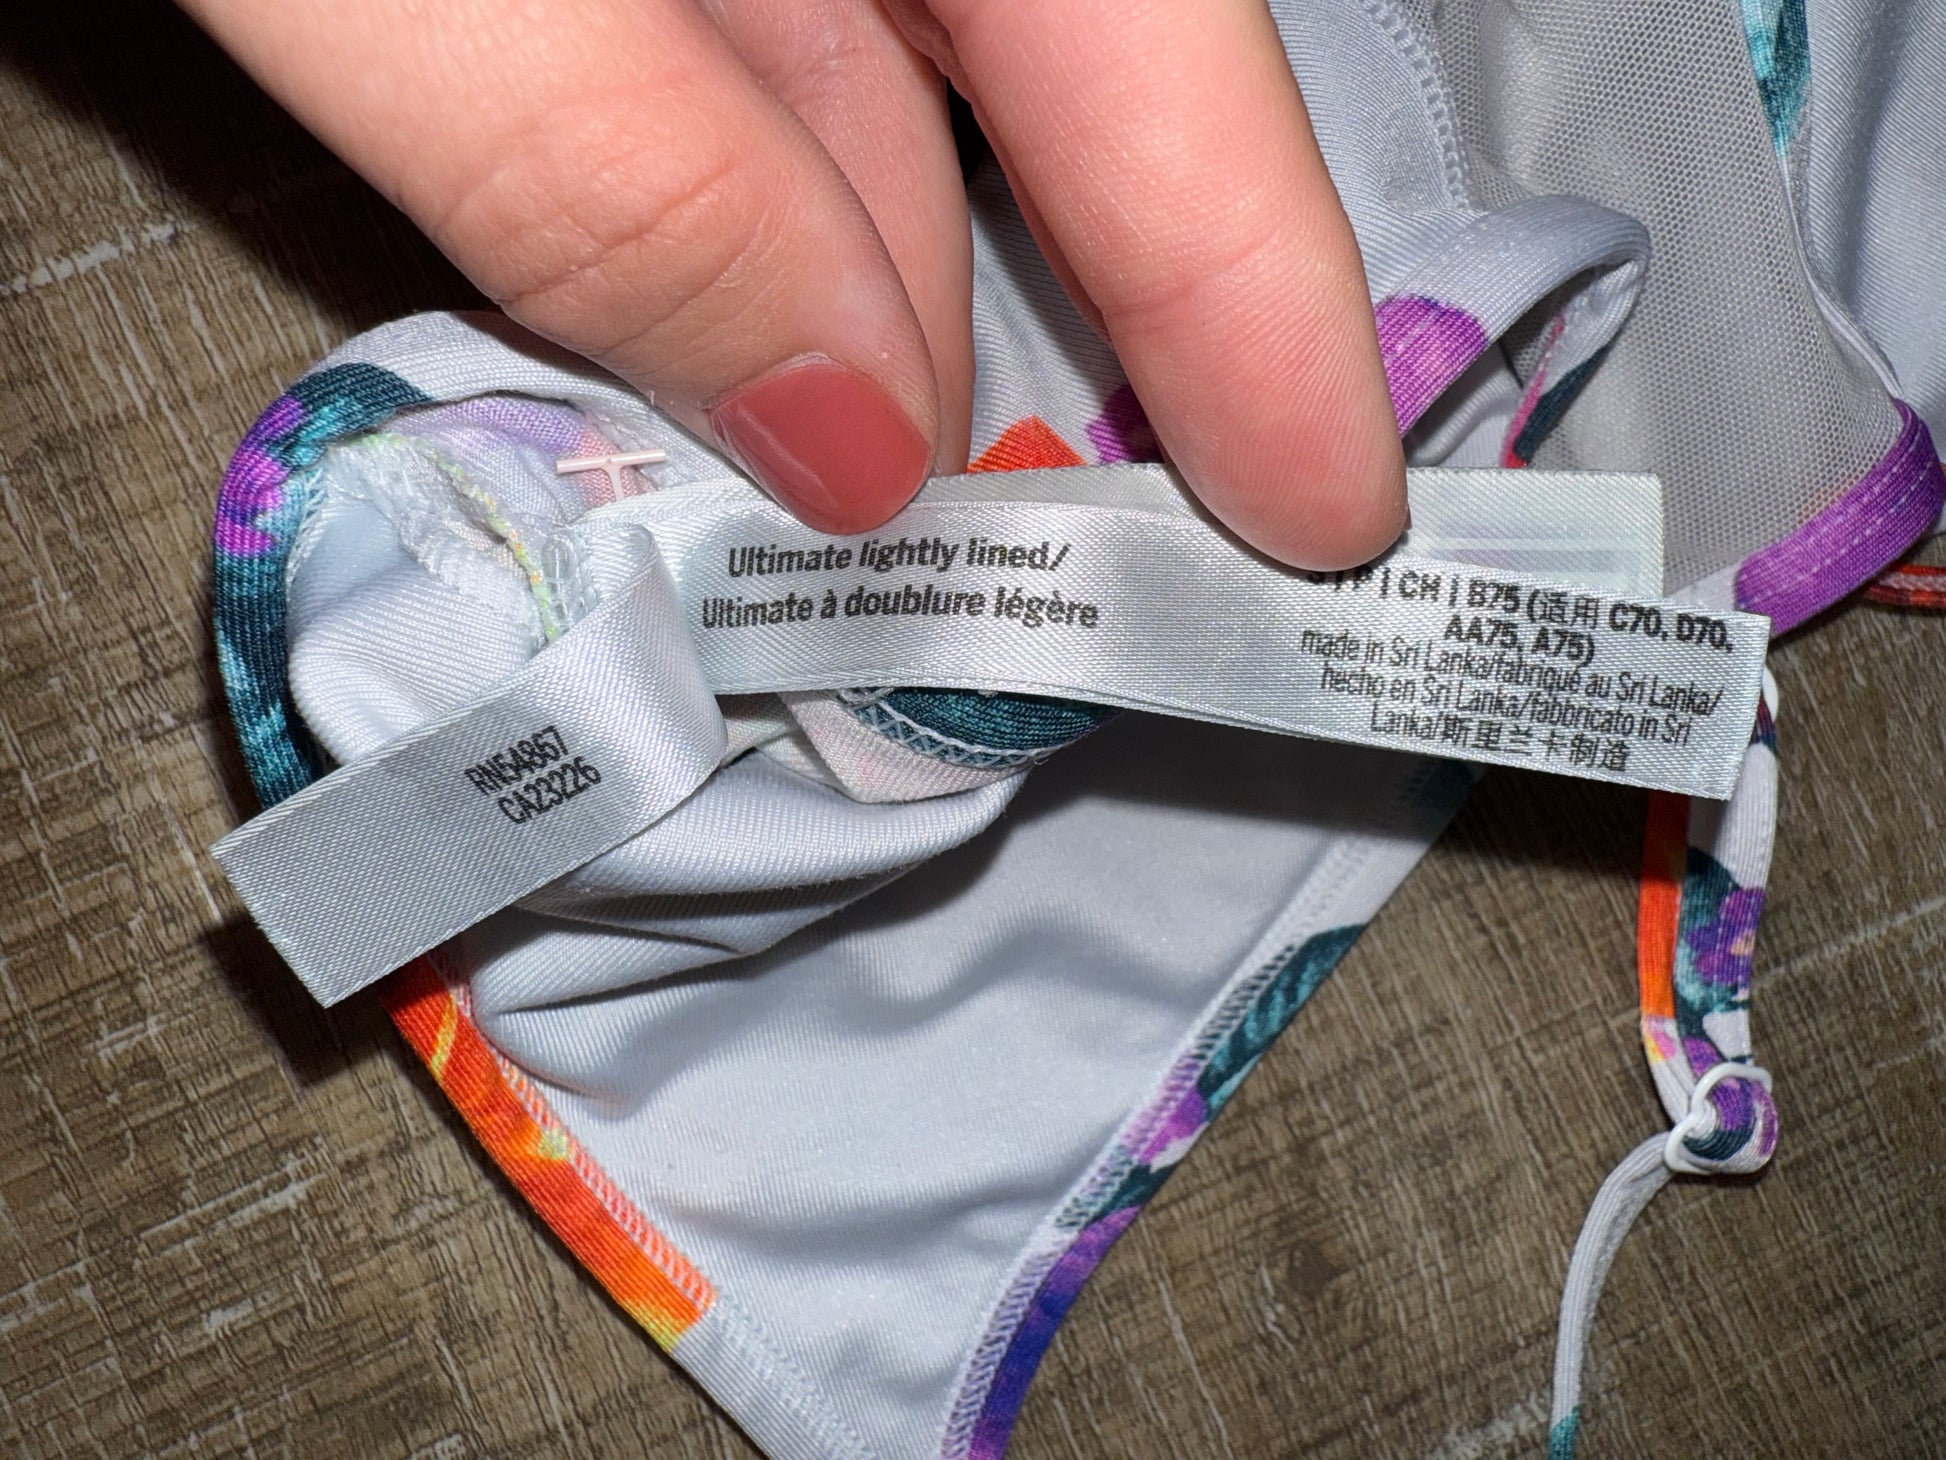 Ultimate lightly lined/
Ultimate à doublure légère
S | P | CH | B75 (适用 C70, D70,
AA75, A75)
made in Sri Lanka/fabriqué au Sri Lanka/
hecho en Sri Lanka/fabbricato in Sri
Lanka/斯里兰卡制造
RN54867
CA23226